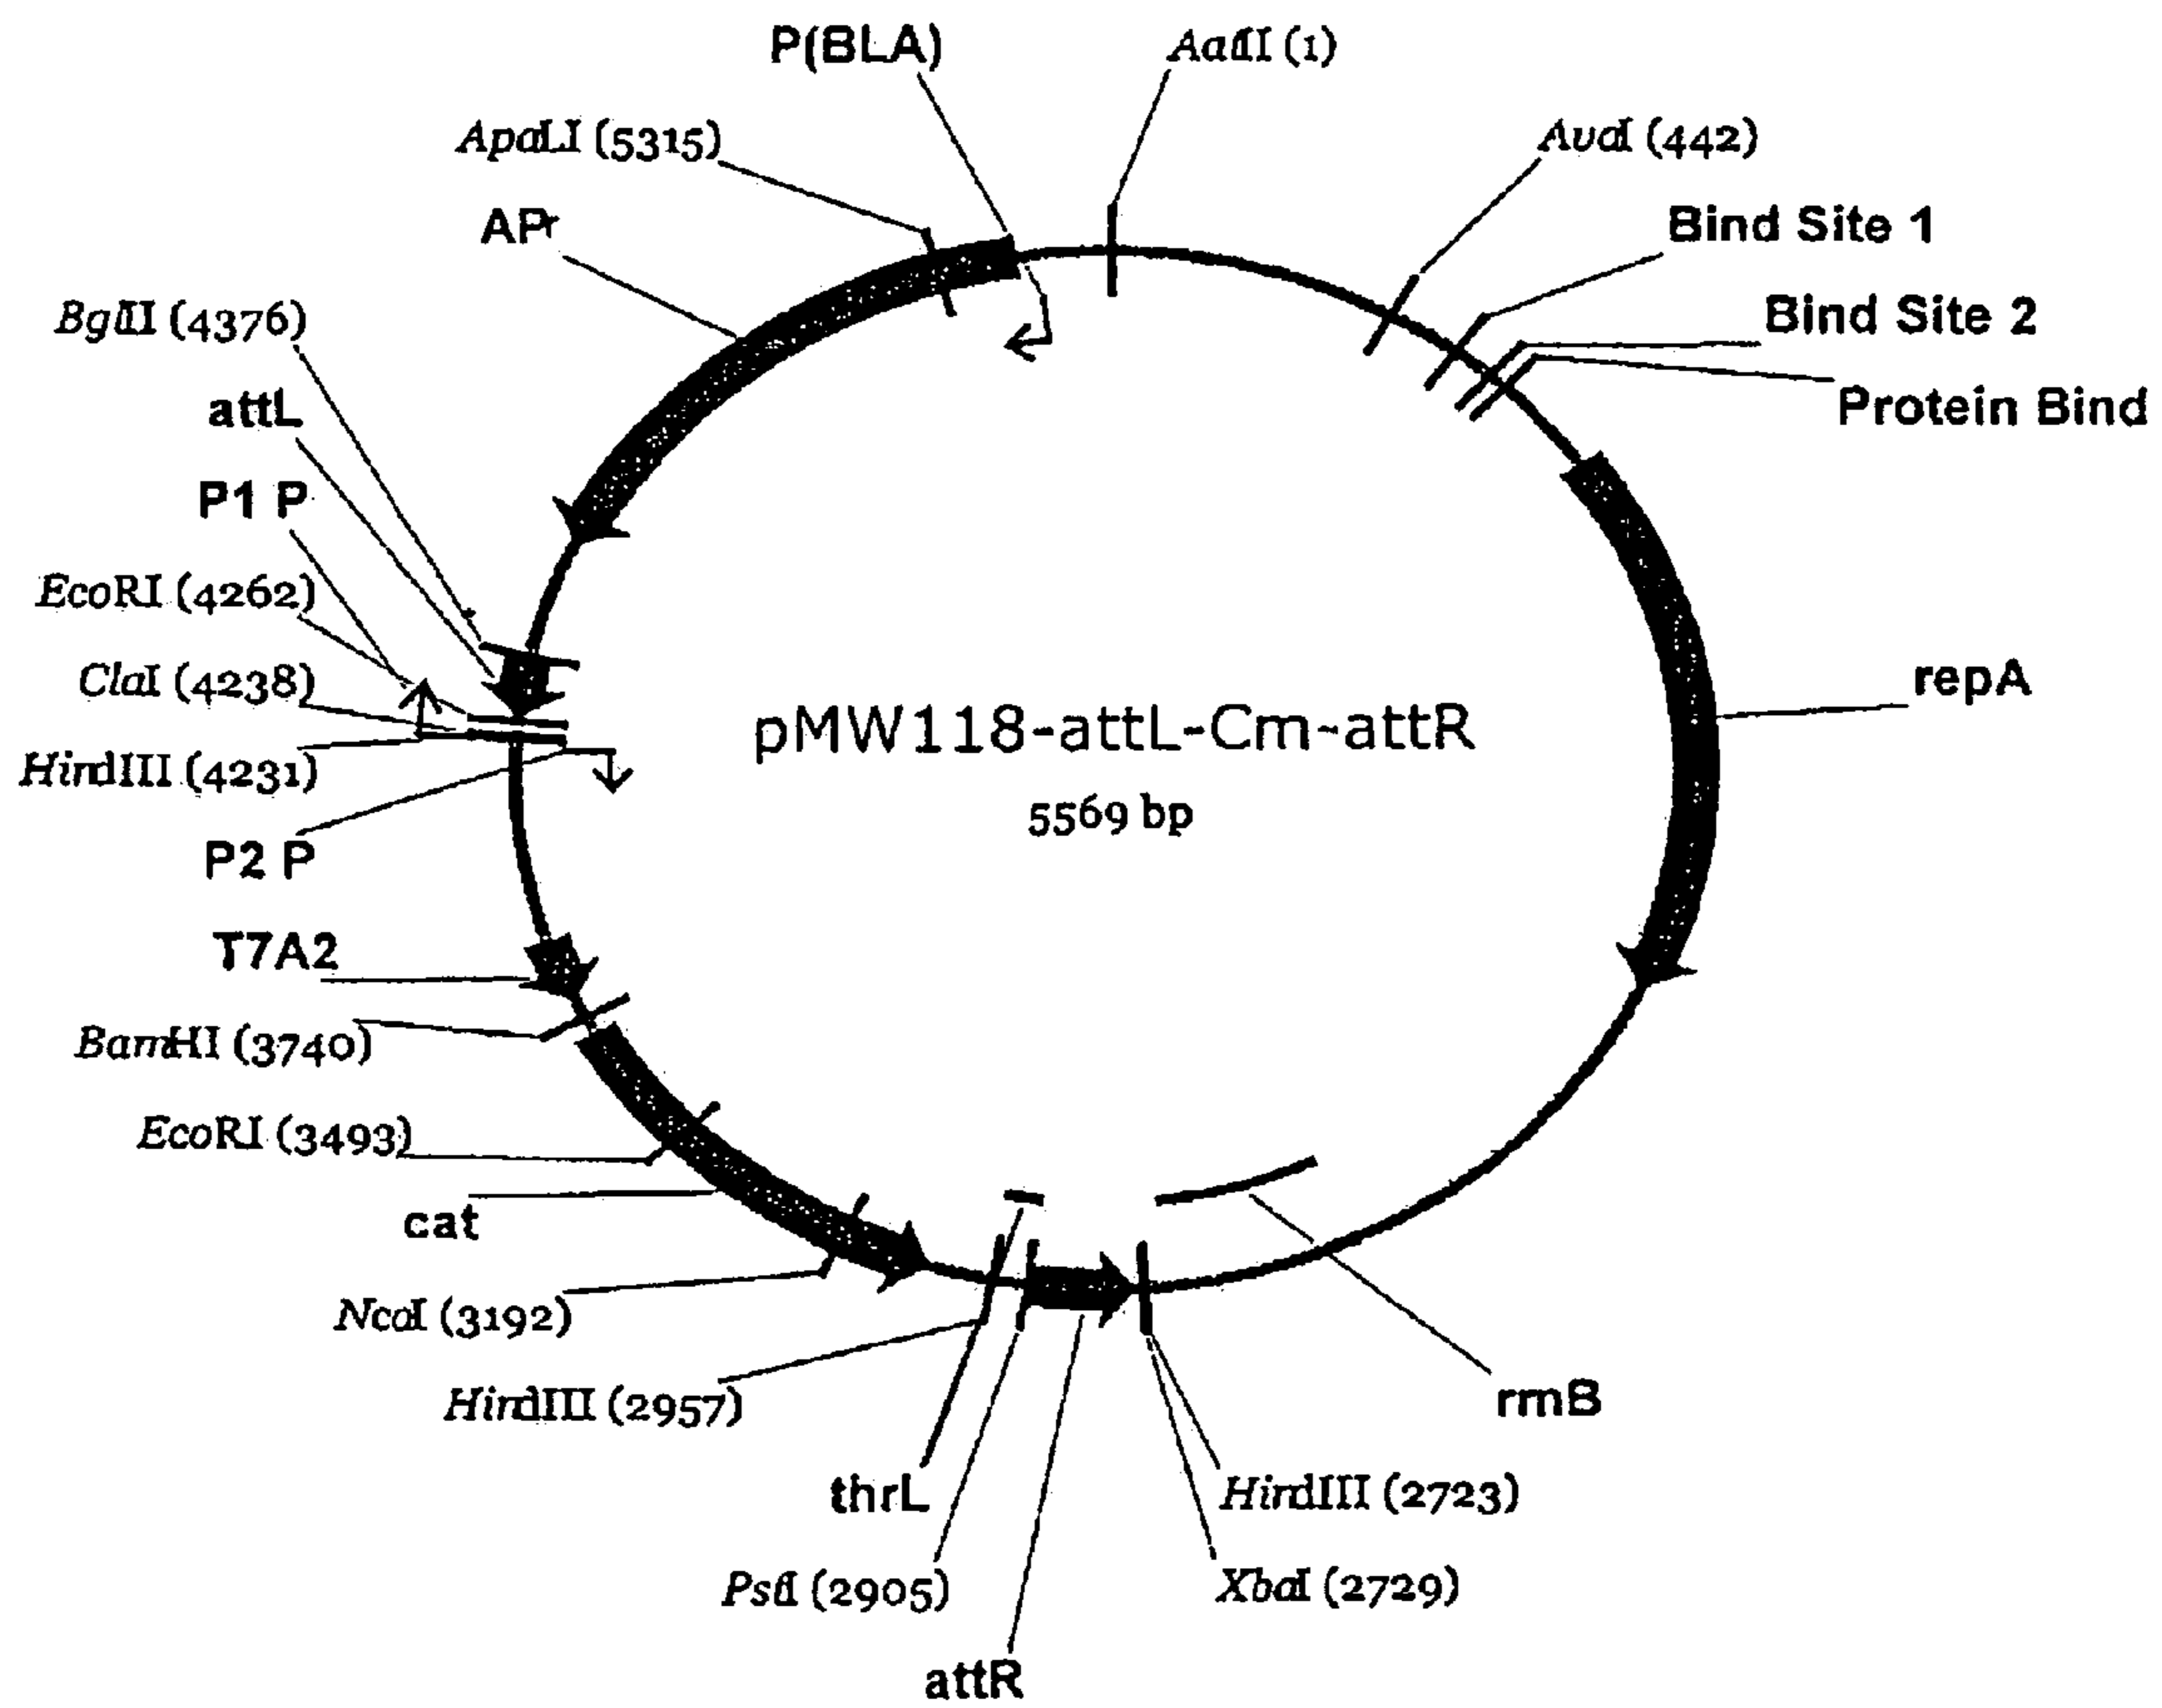 P(BLA)
AatII (1)
ApaLI (5315)
AvaI (442)
APr
Bind Site 1
BglII (4376)
Bind Site 2
attL
Protein Bind
P1 P
EcoRI (4262)
ClaI (4238)
repA
pMW118-attL-Cm-attR
HindIII (4231)
5569 bp
P2 P
T7A2
BamHI (3740)
EcoRI (3493)
cat
NcoI (3192)
HindIII (2957)
rrnB
thrL
HindIII (2723)
PstI (2905)
XbaI (2729)
attR